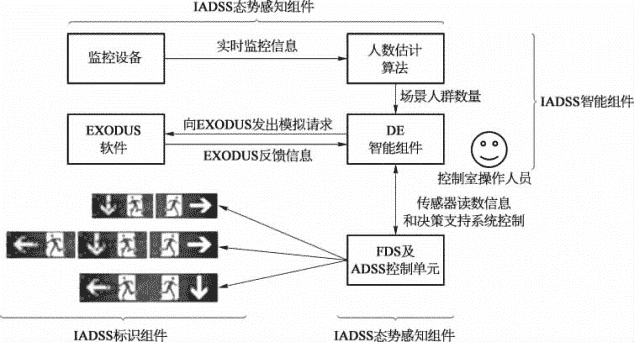 IADSS态势感知组件
监控设备
实时监控信息
人数估计
算法
场景人群数量
IADSS智能组件
EXODUS
软件
向EXODUS发出模拟请求
EXODUS反馈信息
DE
智能组件
控制室操作人员
传感器读数信息
和决策支持系统控制
FDS及
ADSS控制单元
IADSS标识组件
IADSS态势感知组件